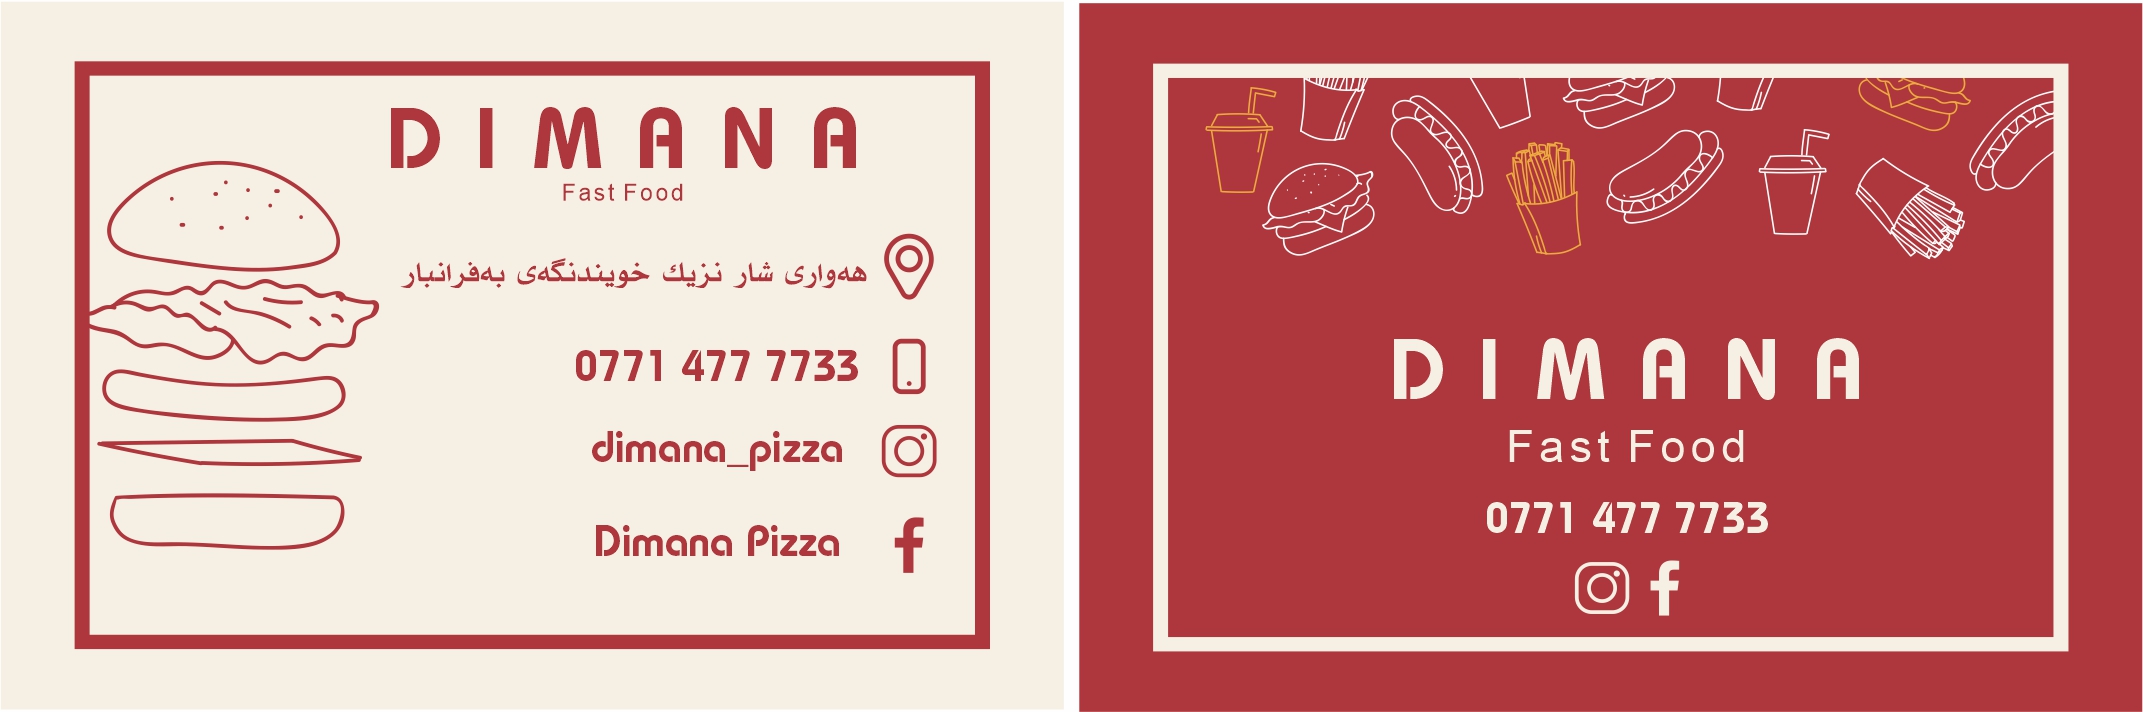 DIMANA
Fast Food
هەواری شار نزیك خویندنگەی بەفرانبار
0771 477 7733
dimana_pizza
Dimana Pizza
DIMANA
Fast Food
0771 477 7733